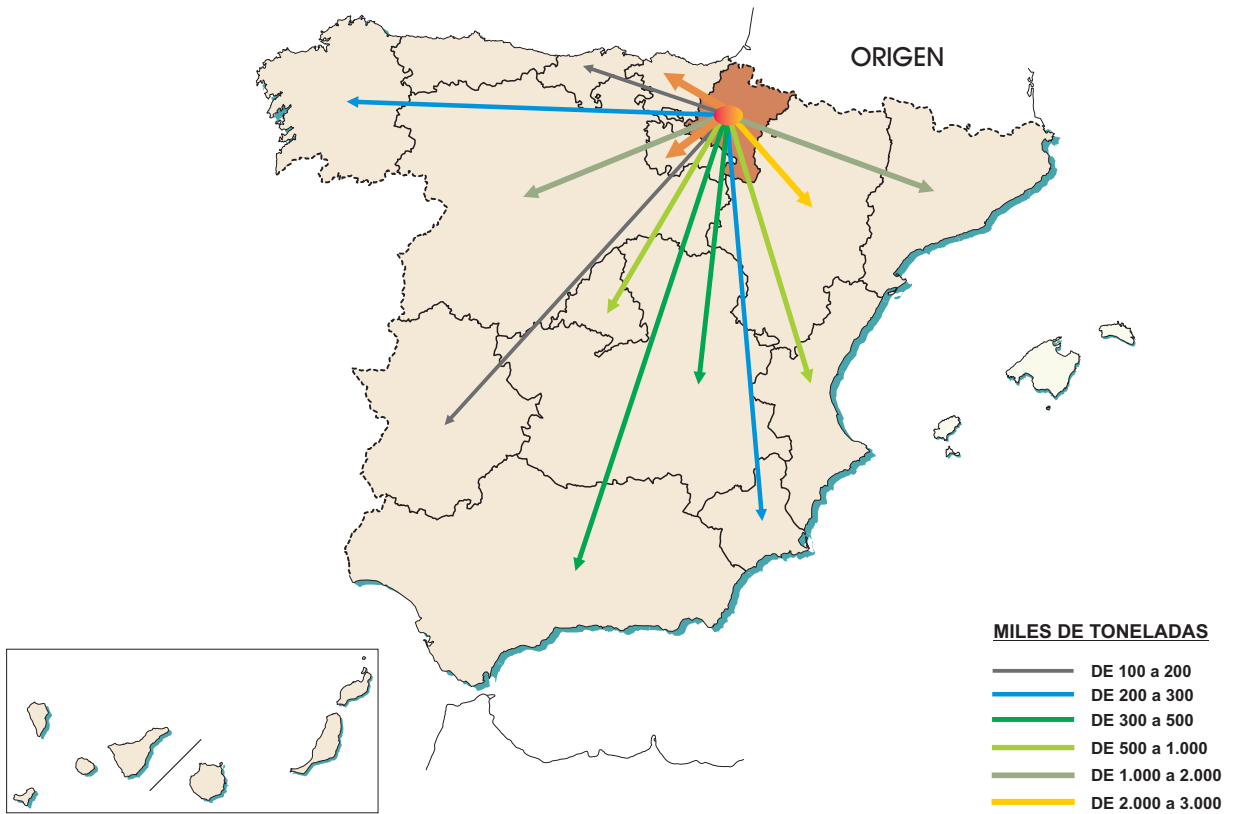 ORIGEN
MILES DE TONELADAS
DE 100 a 200
DE 200 a 300
DE 300 a 500
DE 500 a 1.000
DE 1.000 a 2.000
DE 2.000 a 3.000